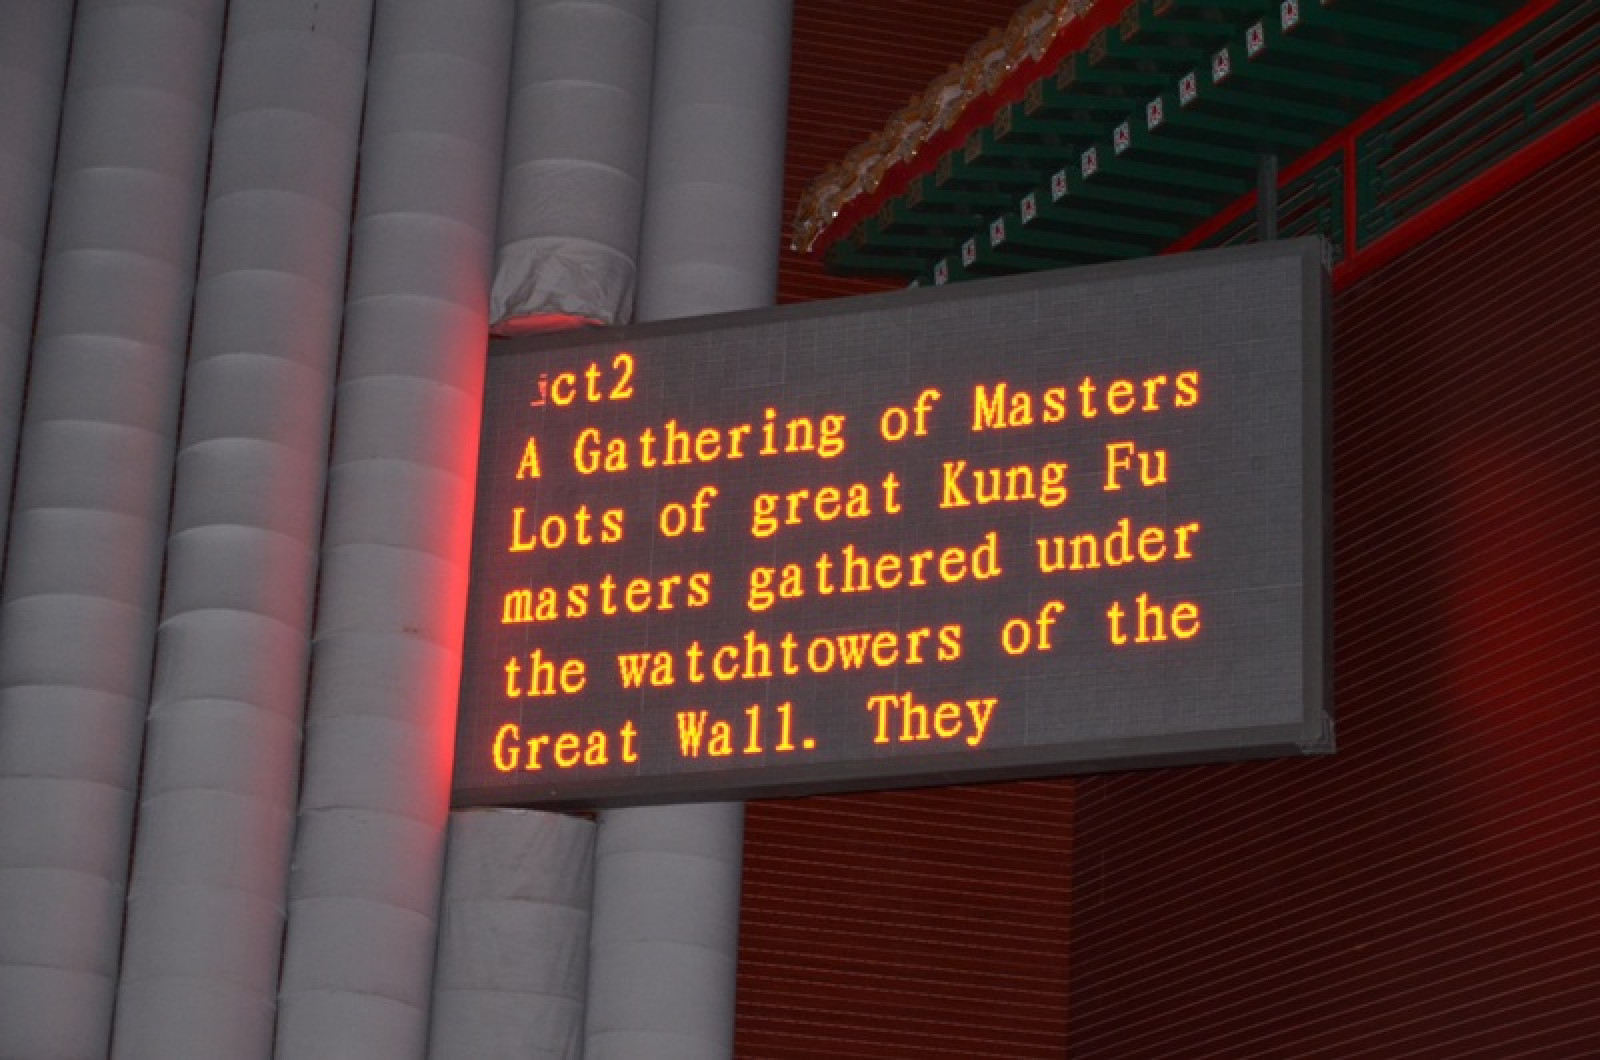 ct2
A Gathering of Masters
Lots of great Kung Fu
masters gathered under
the watchtowers of the
Great Wall. They